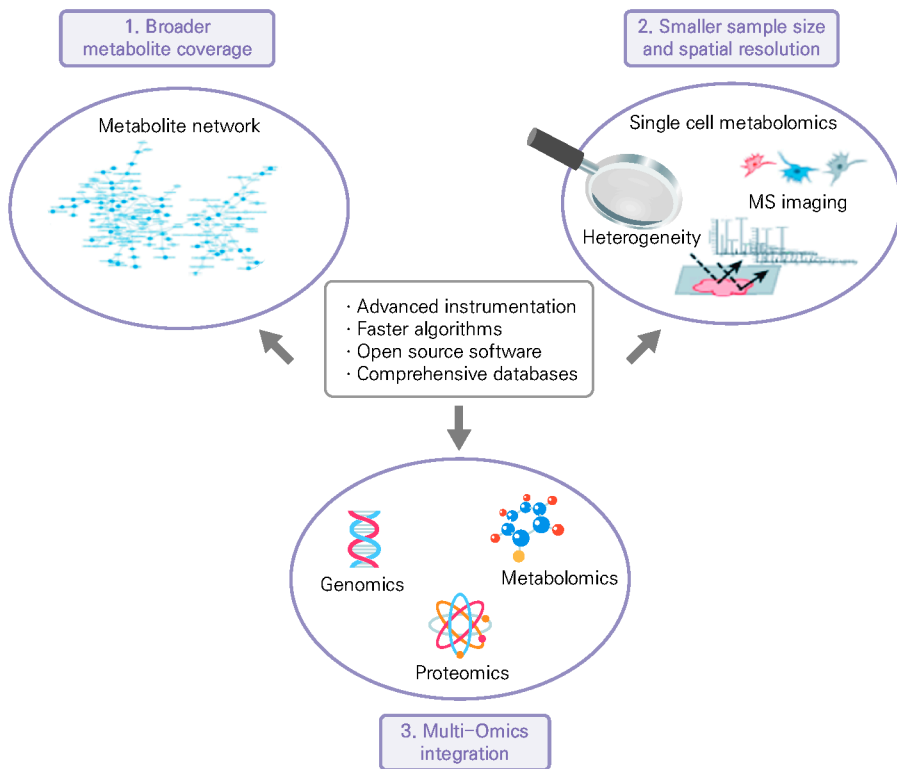 1. Broader
metabolite coverage
2. Smaller sample size
and spatial resolution
Metabolite network
Single cell metabolomics
MS imaging
Heterogeneity
· Advanced instrumentation
· Faster algorithms
· Open source software
· Comprehensive databases
Genomics
Metabolomics
Proteomics
3. Multi-Omics
integration